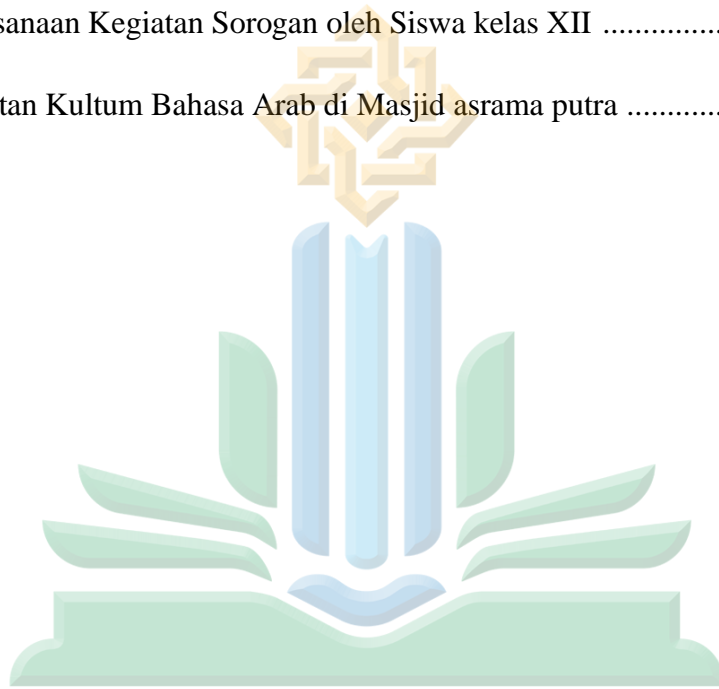 sanaan Kegiatan Sorogan oleh Siswa kelas XII ...............
tan Kultum Bahasa Arab di Masjid asrama putra ............